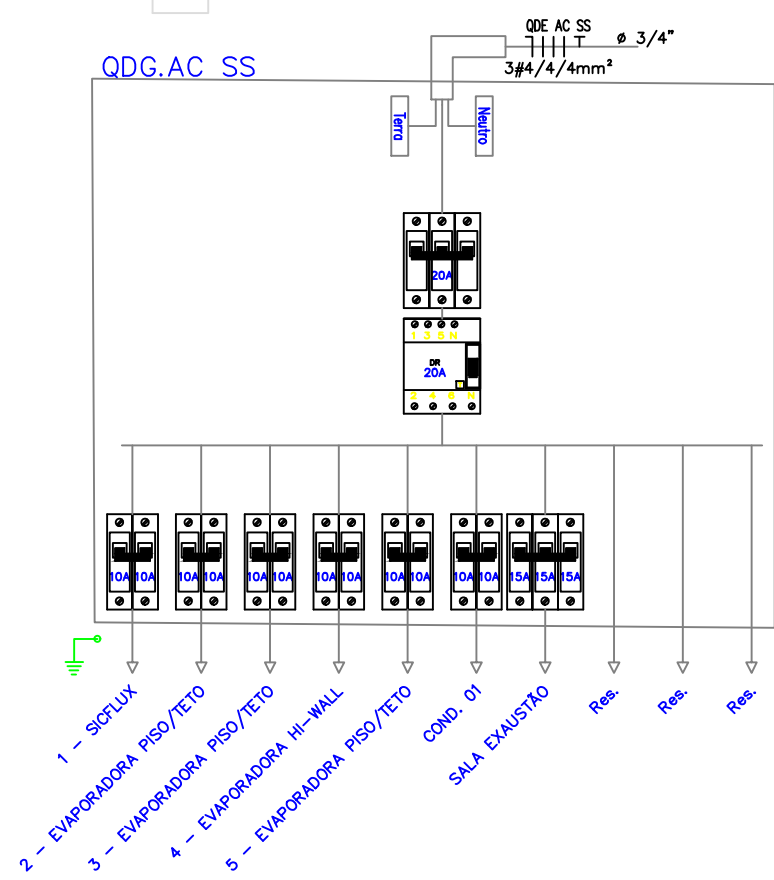 QDE AC SS
ø 3/4"
3#4/4/4mm²
QDG.AC SS
Terra
Neutro
20A
1 3 5 N
DR
20A
2 4 6 N
10A 10A 10A 10A 10A 10A 10A 10A 10A 10A 10A 10A 15A 15A 15A
1 - SICFLUX
2 - EVAPORADORA PISO/TETO
3 - EVAPORADORA PISO/TETO
4 - EVAPORADORA HI-WALL
5 - EVAPORADORA PISO/TETO
COND. 01
SALA EXAUSTÃO
Res.
Res.
Res.